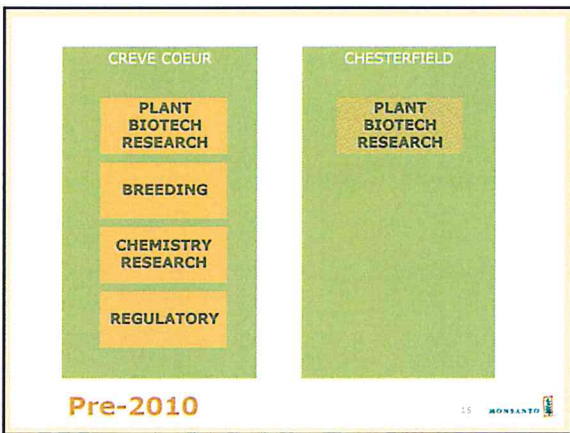 CREVE COEUR
PLANT
BIOTECH
RESEARCH
BREEDING
CHEMISTRY
RESEARCH
REGULATORY
CHESTERFIELD
PLANT
BIOTECH
RESEARCH
Pre-2010
15 MONSANTO